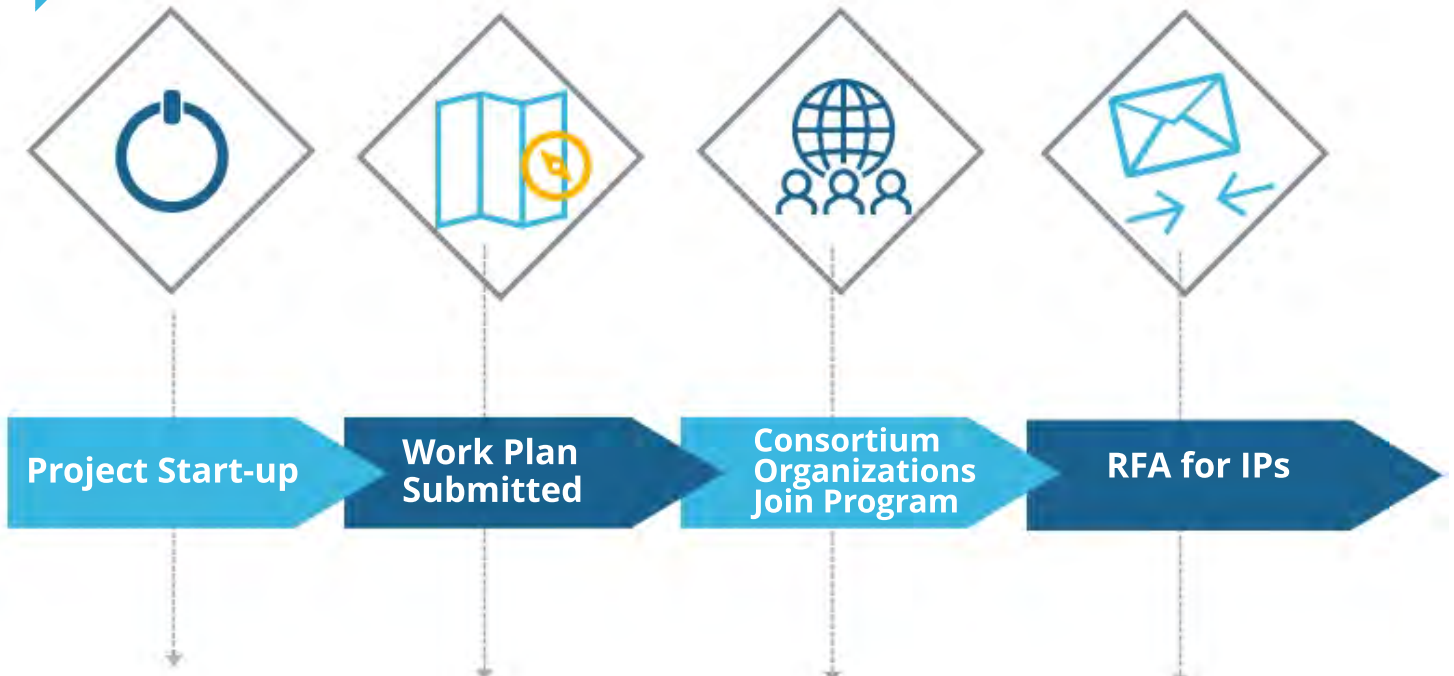 Project Start-up
Work Plan
Submitted
Consortium
Organizations
Join Program
RFA for IPs